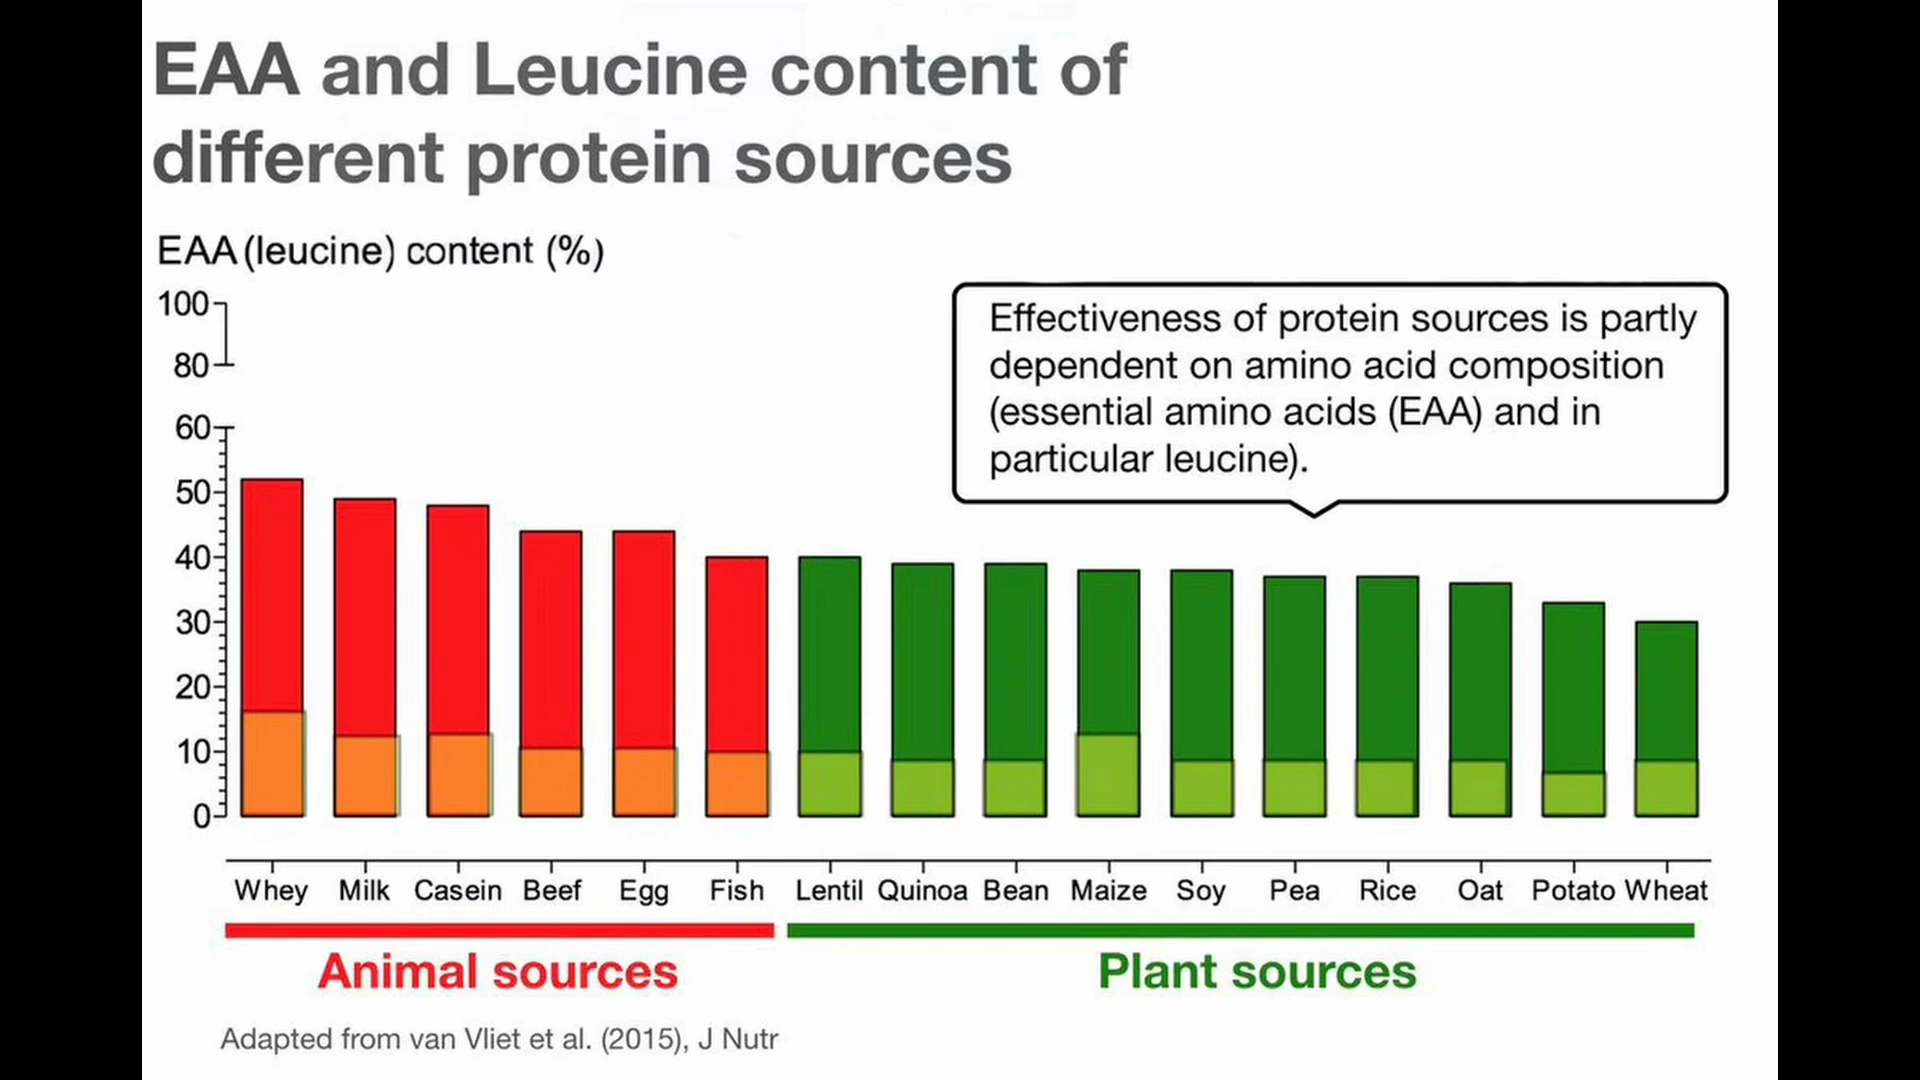 EAA and Leucine content of
different protein sources
EAA (leucine) content (%)
100
80
60
50
40
30
20
10
0
Effectiveness of protein sources is partly
dependent on amino acid composition
(essential amino acids (EAA) and in
particular leucine).
Whey Milk Casein Beef Egg Fish Lentil Quinoa Bean Maize Soy Pea Rice Oat Potato Wheat
Animal sources Plant sources
Adapted from van Vliet et al. (2015), J Nutr